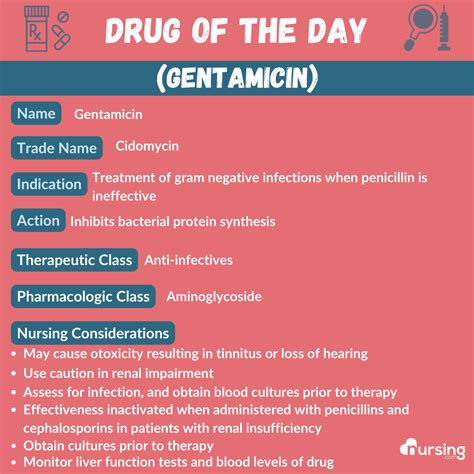 Rx
DRUG OF THE DAY
(GENTAMICIN)
Name Gentamicin
Trade Name Cidomycin
Indication Treatment of gram negative infections when penicillin is
ineffective
Action Inhibits bacterial protein synthesis
Therapeutic Class Anti-infectives
Pharmacologic Class Aminoglycoside
Nursing Considerations
• May cause otoxicity resulting in tinnitus or loss of hearing
• Use caution in renal impairment
• Assess for infection, and obtain blood cultures prior to therapy
• Effectiveness inactivated when administered with penicillins and
cephalosporins in patients with renal insufficiency
• Obtain cultures prior to therapy
• Monitor liver function tests and blood levels of drug
nursing
.com